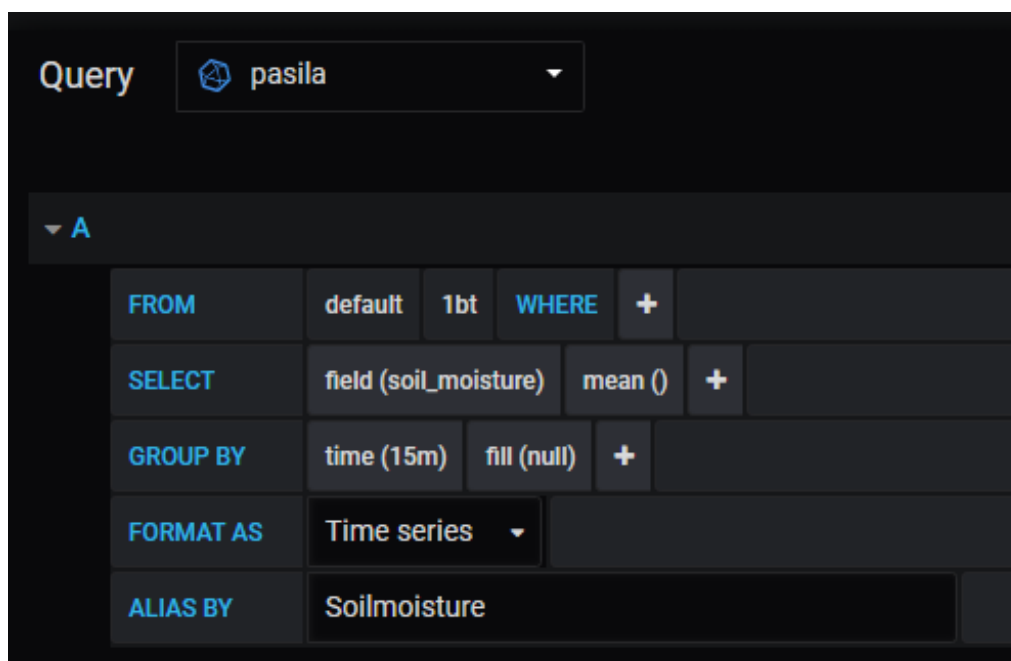 Query pasila
A
FROM default 1bt WHERE +
SELECT field (soil_moisture) mean () +
GROUP BY time (15m) fill (null) +
FORMAT AS Time series
ALIAS BY Soilmoisture